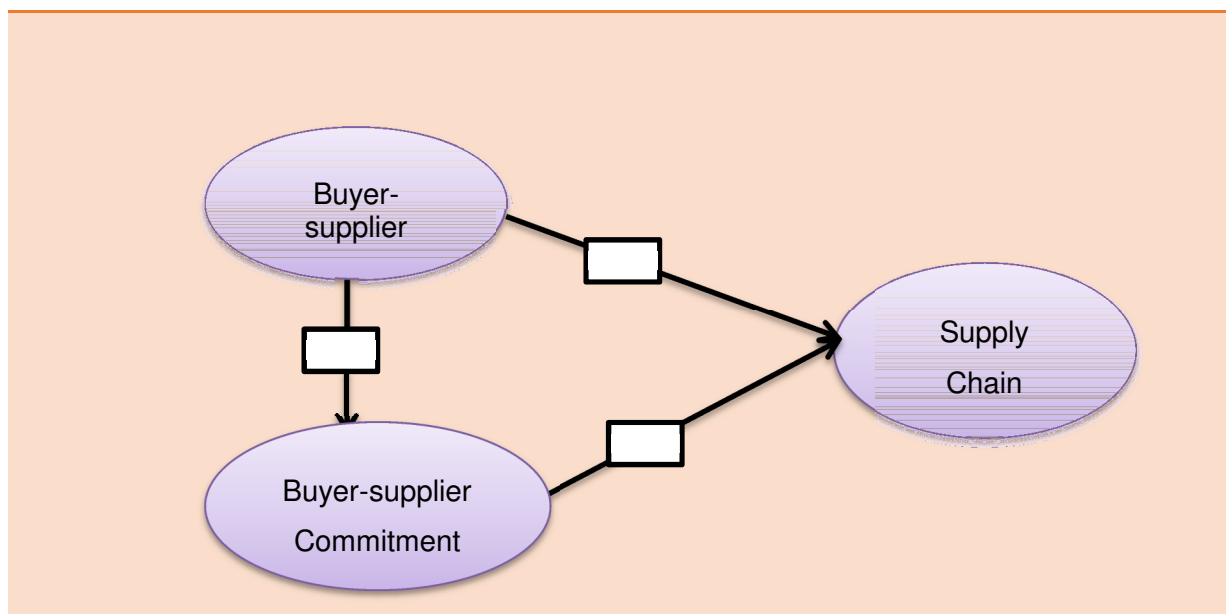 Buyer-
supplier
Supply
Chain
Buyer-supplier
Commitment